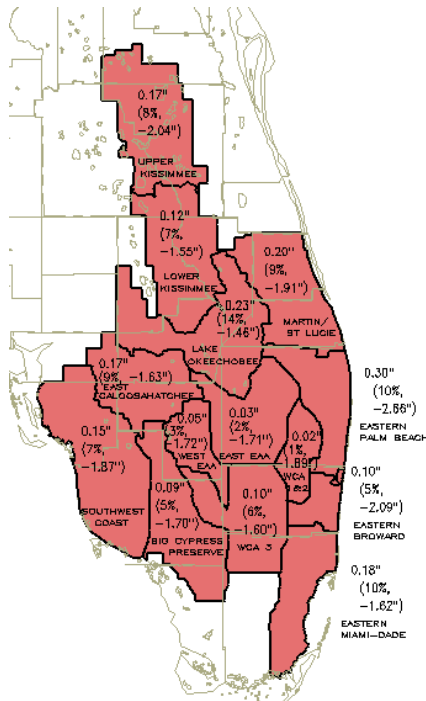 0.17"
(8%,
-2.04")
UPPER
KISSIMMEE
0.12"
(7%,
-1.55")
LOWER
KISSIMMEE
0.20"
(9%,
-1.91")
MARTIN/
ST LUCIE
0.23"
(14%,
-1.46")
LAKE
OKEECHOBEE
0.17"
(9%, -1.63")
EAST
CALOOSAHATCHEE
0.30"
(10%,
-2.66")
EASTERN
PALM BEACH
0.15"
(7%,
-1.87")
SOUTHWEST
COAST
0.05"
(3%,
-1.72")
WEST
EAA
0.03"
(2%,
-1.71")
EAST EAA
0.02"
(1%,
-1.89")
WCA
1&2
0.10"
(5%,
-2.09")
EASTERN
BROWARD
0.09"
(5%,
-1.70")
BIG CYPRESS
PRESERVE
0.10"
(6%,
-1.60")
WCA 3
0.18"
(10%,
-1.62")
EASTERN
MIAMI-DADE